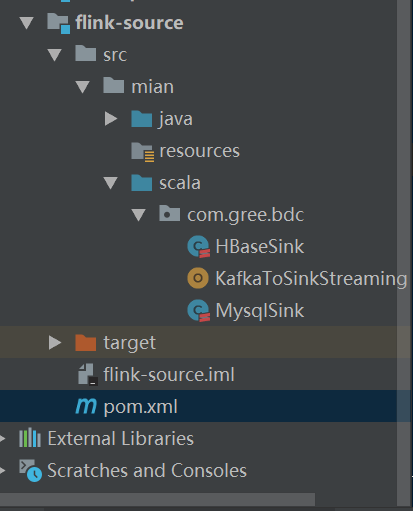 flink-source
src
mian
java
resources
scala
com.gree.bdc
HBaseSink
KafkaToSinkStreaming
MysqlSink
target
flink-source.iml
m pom.xml
External Libraries
Scratches and Consoles